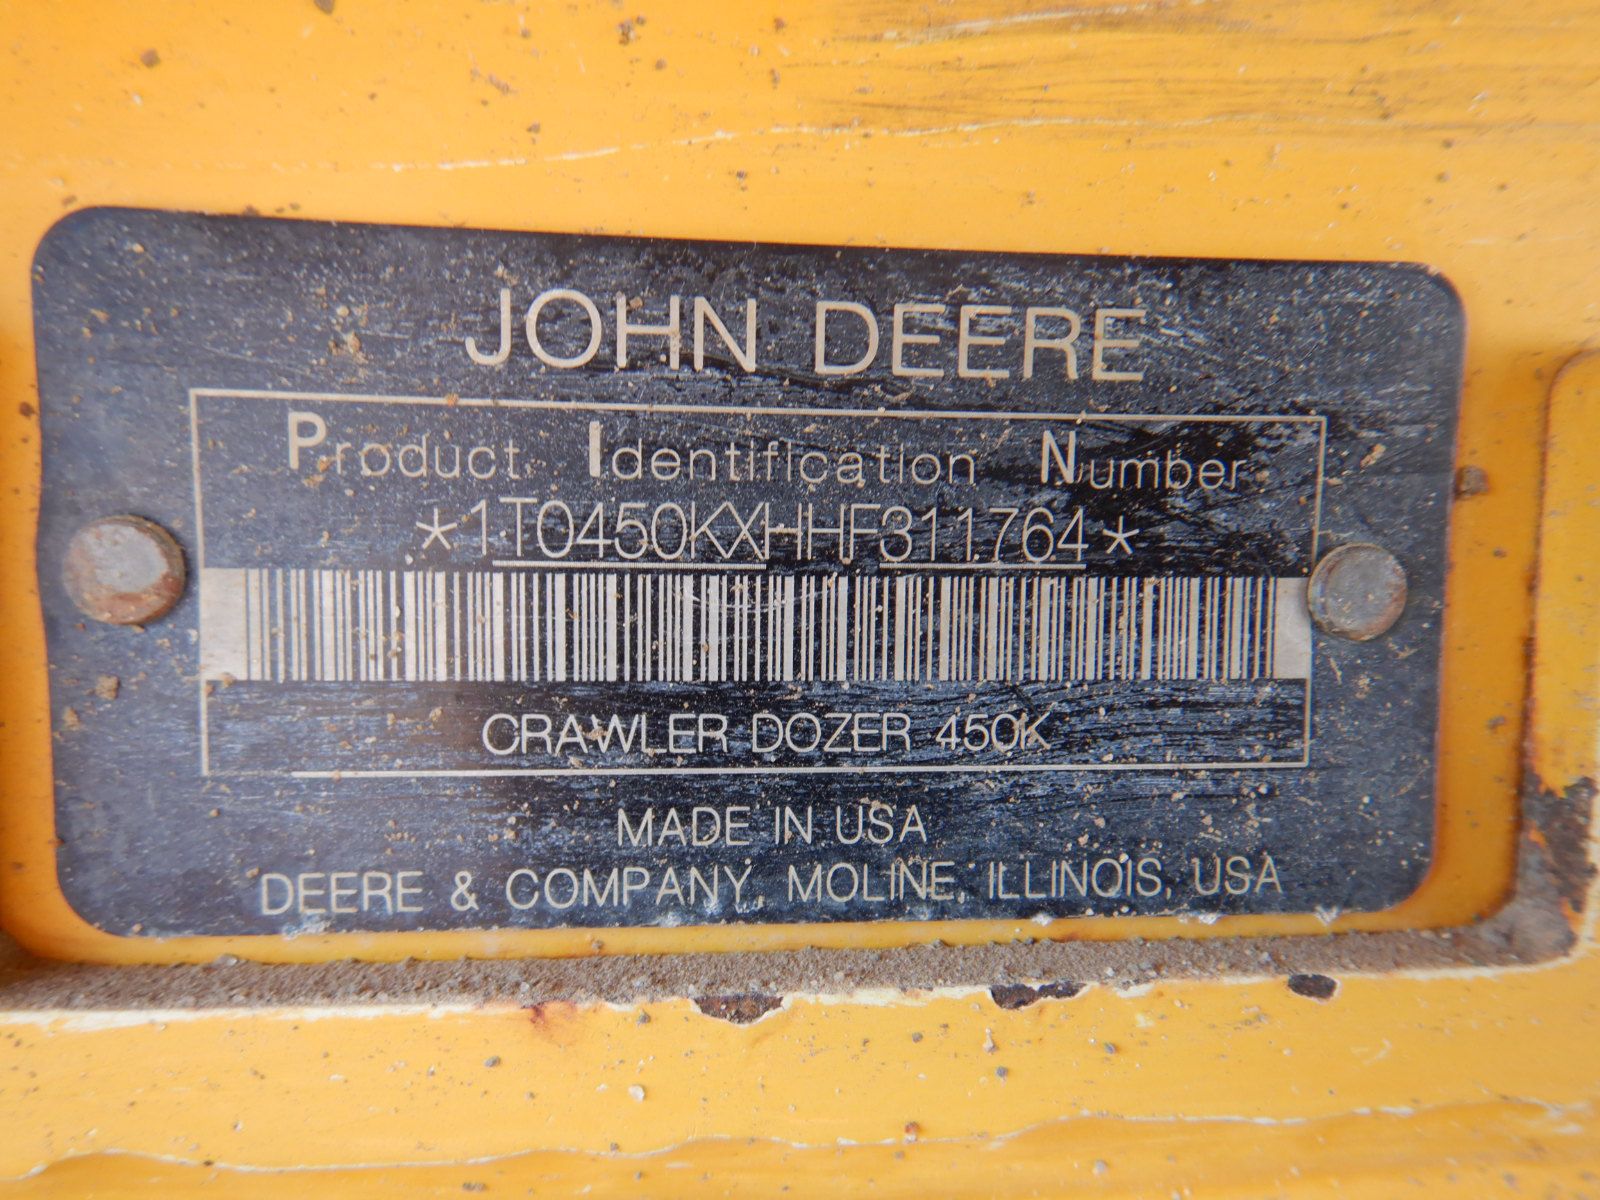 JOHN DEERE
Product Identification Number
*1T0450KXHHF311764*
CRAWLER DOZER 450K
MADE IN USA
DEERE & COMPANY, MOLINE, ILLINOIS, USA